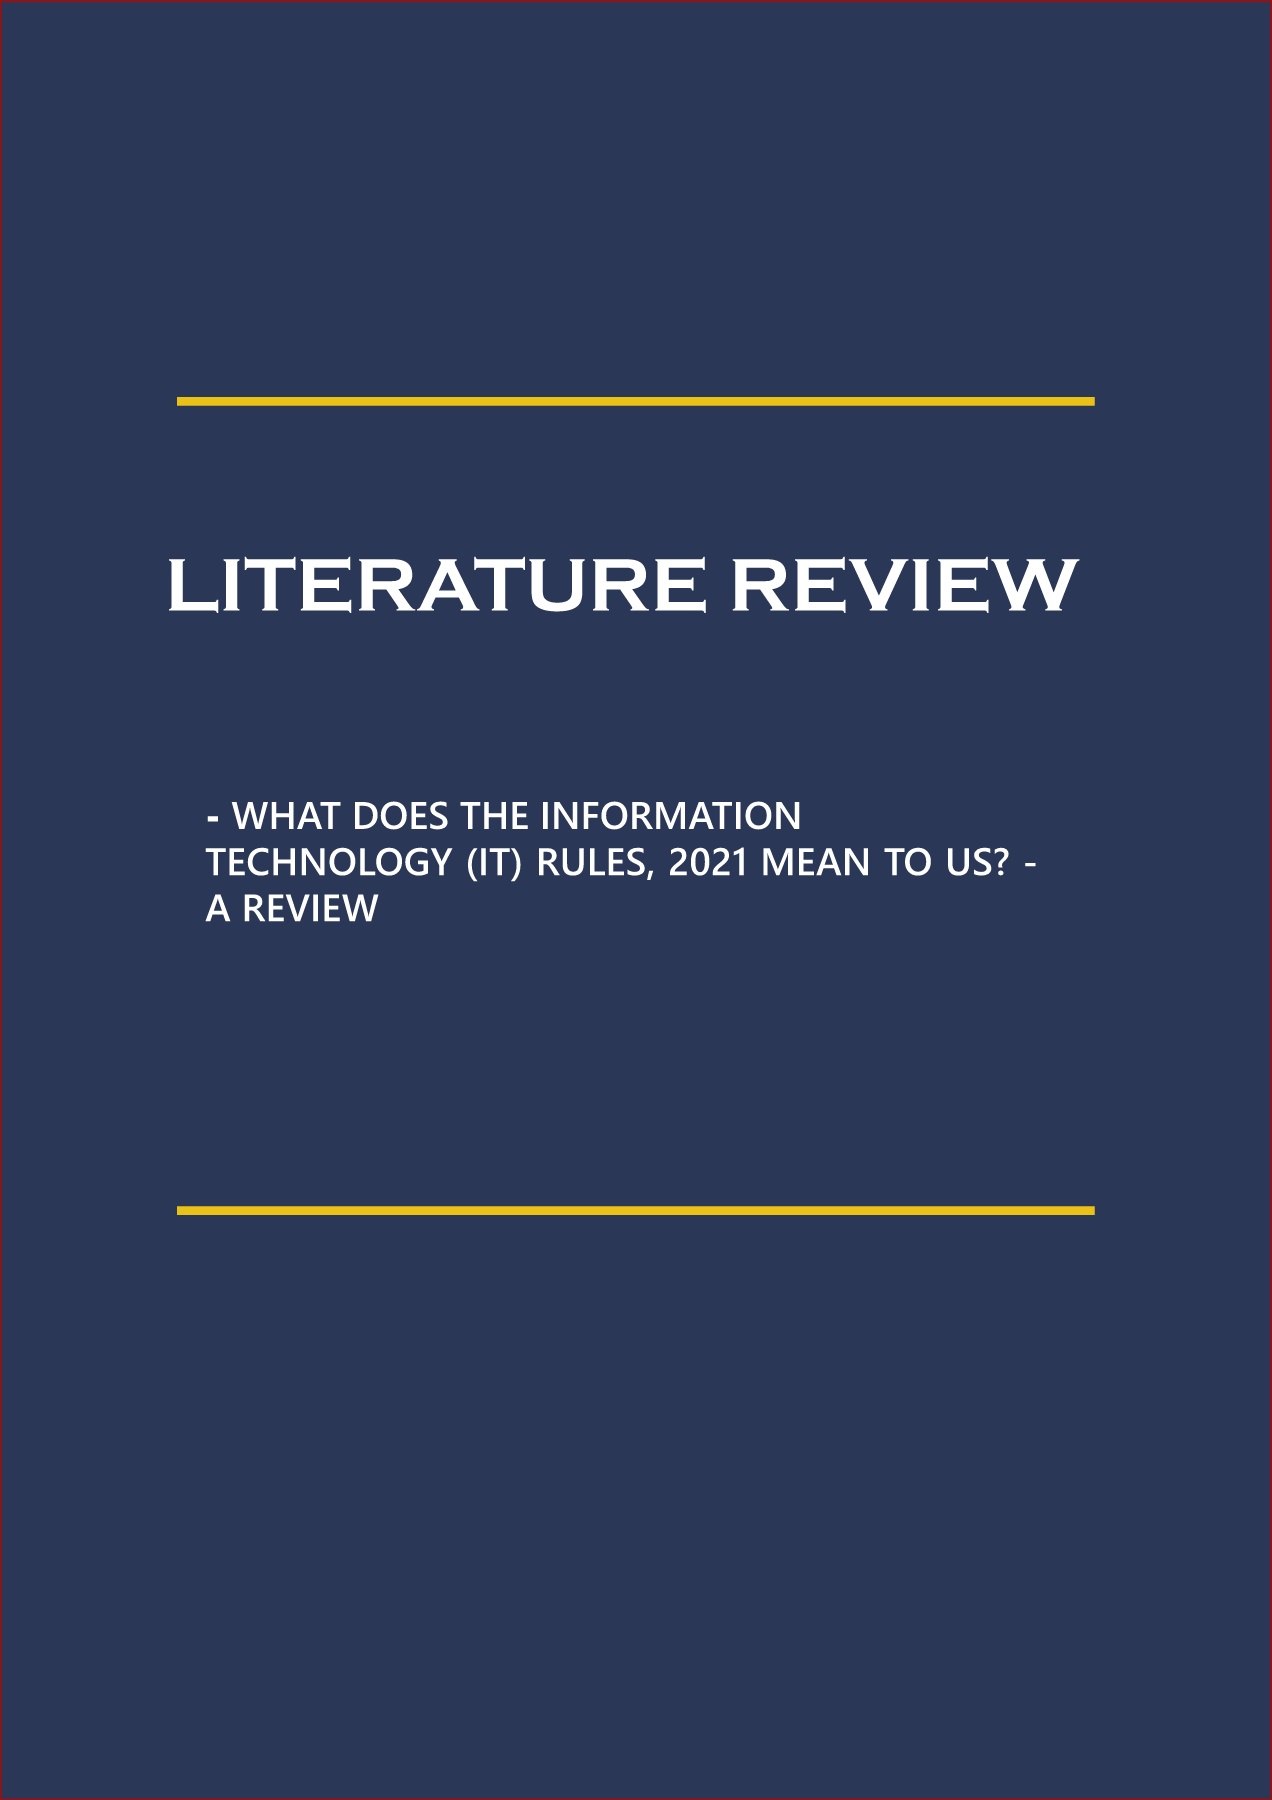 LITERATURE REVIEW
- WHAT DOES THE INFORMATION
TECHNOLOGY (IT) RULES, 2021 MEAN TO US? -
A REVIEW